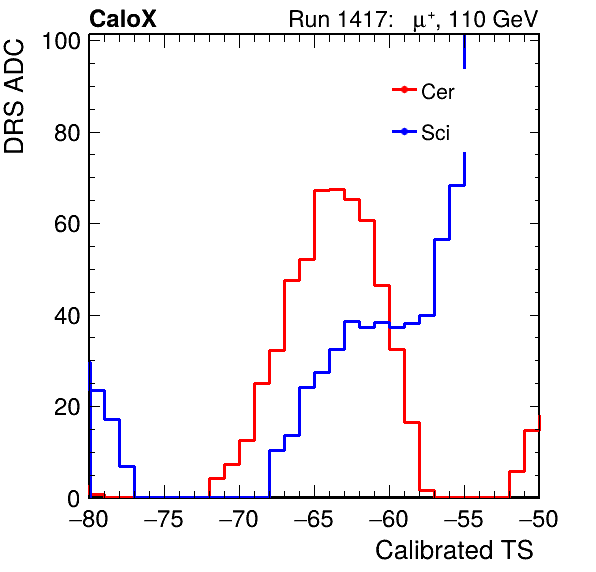 CaloX Run 1417: μ⁺, 110 GeV
DRS ADC
100
80
60
40
20
0
Cer
Sci
−80 −75 −70 −65 −60 −55 −50
Calibrated TS